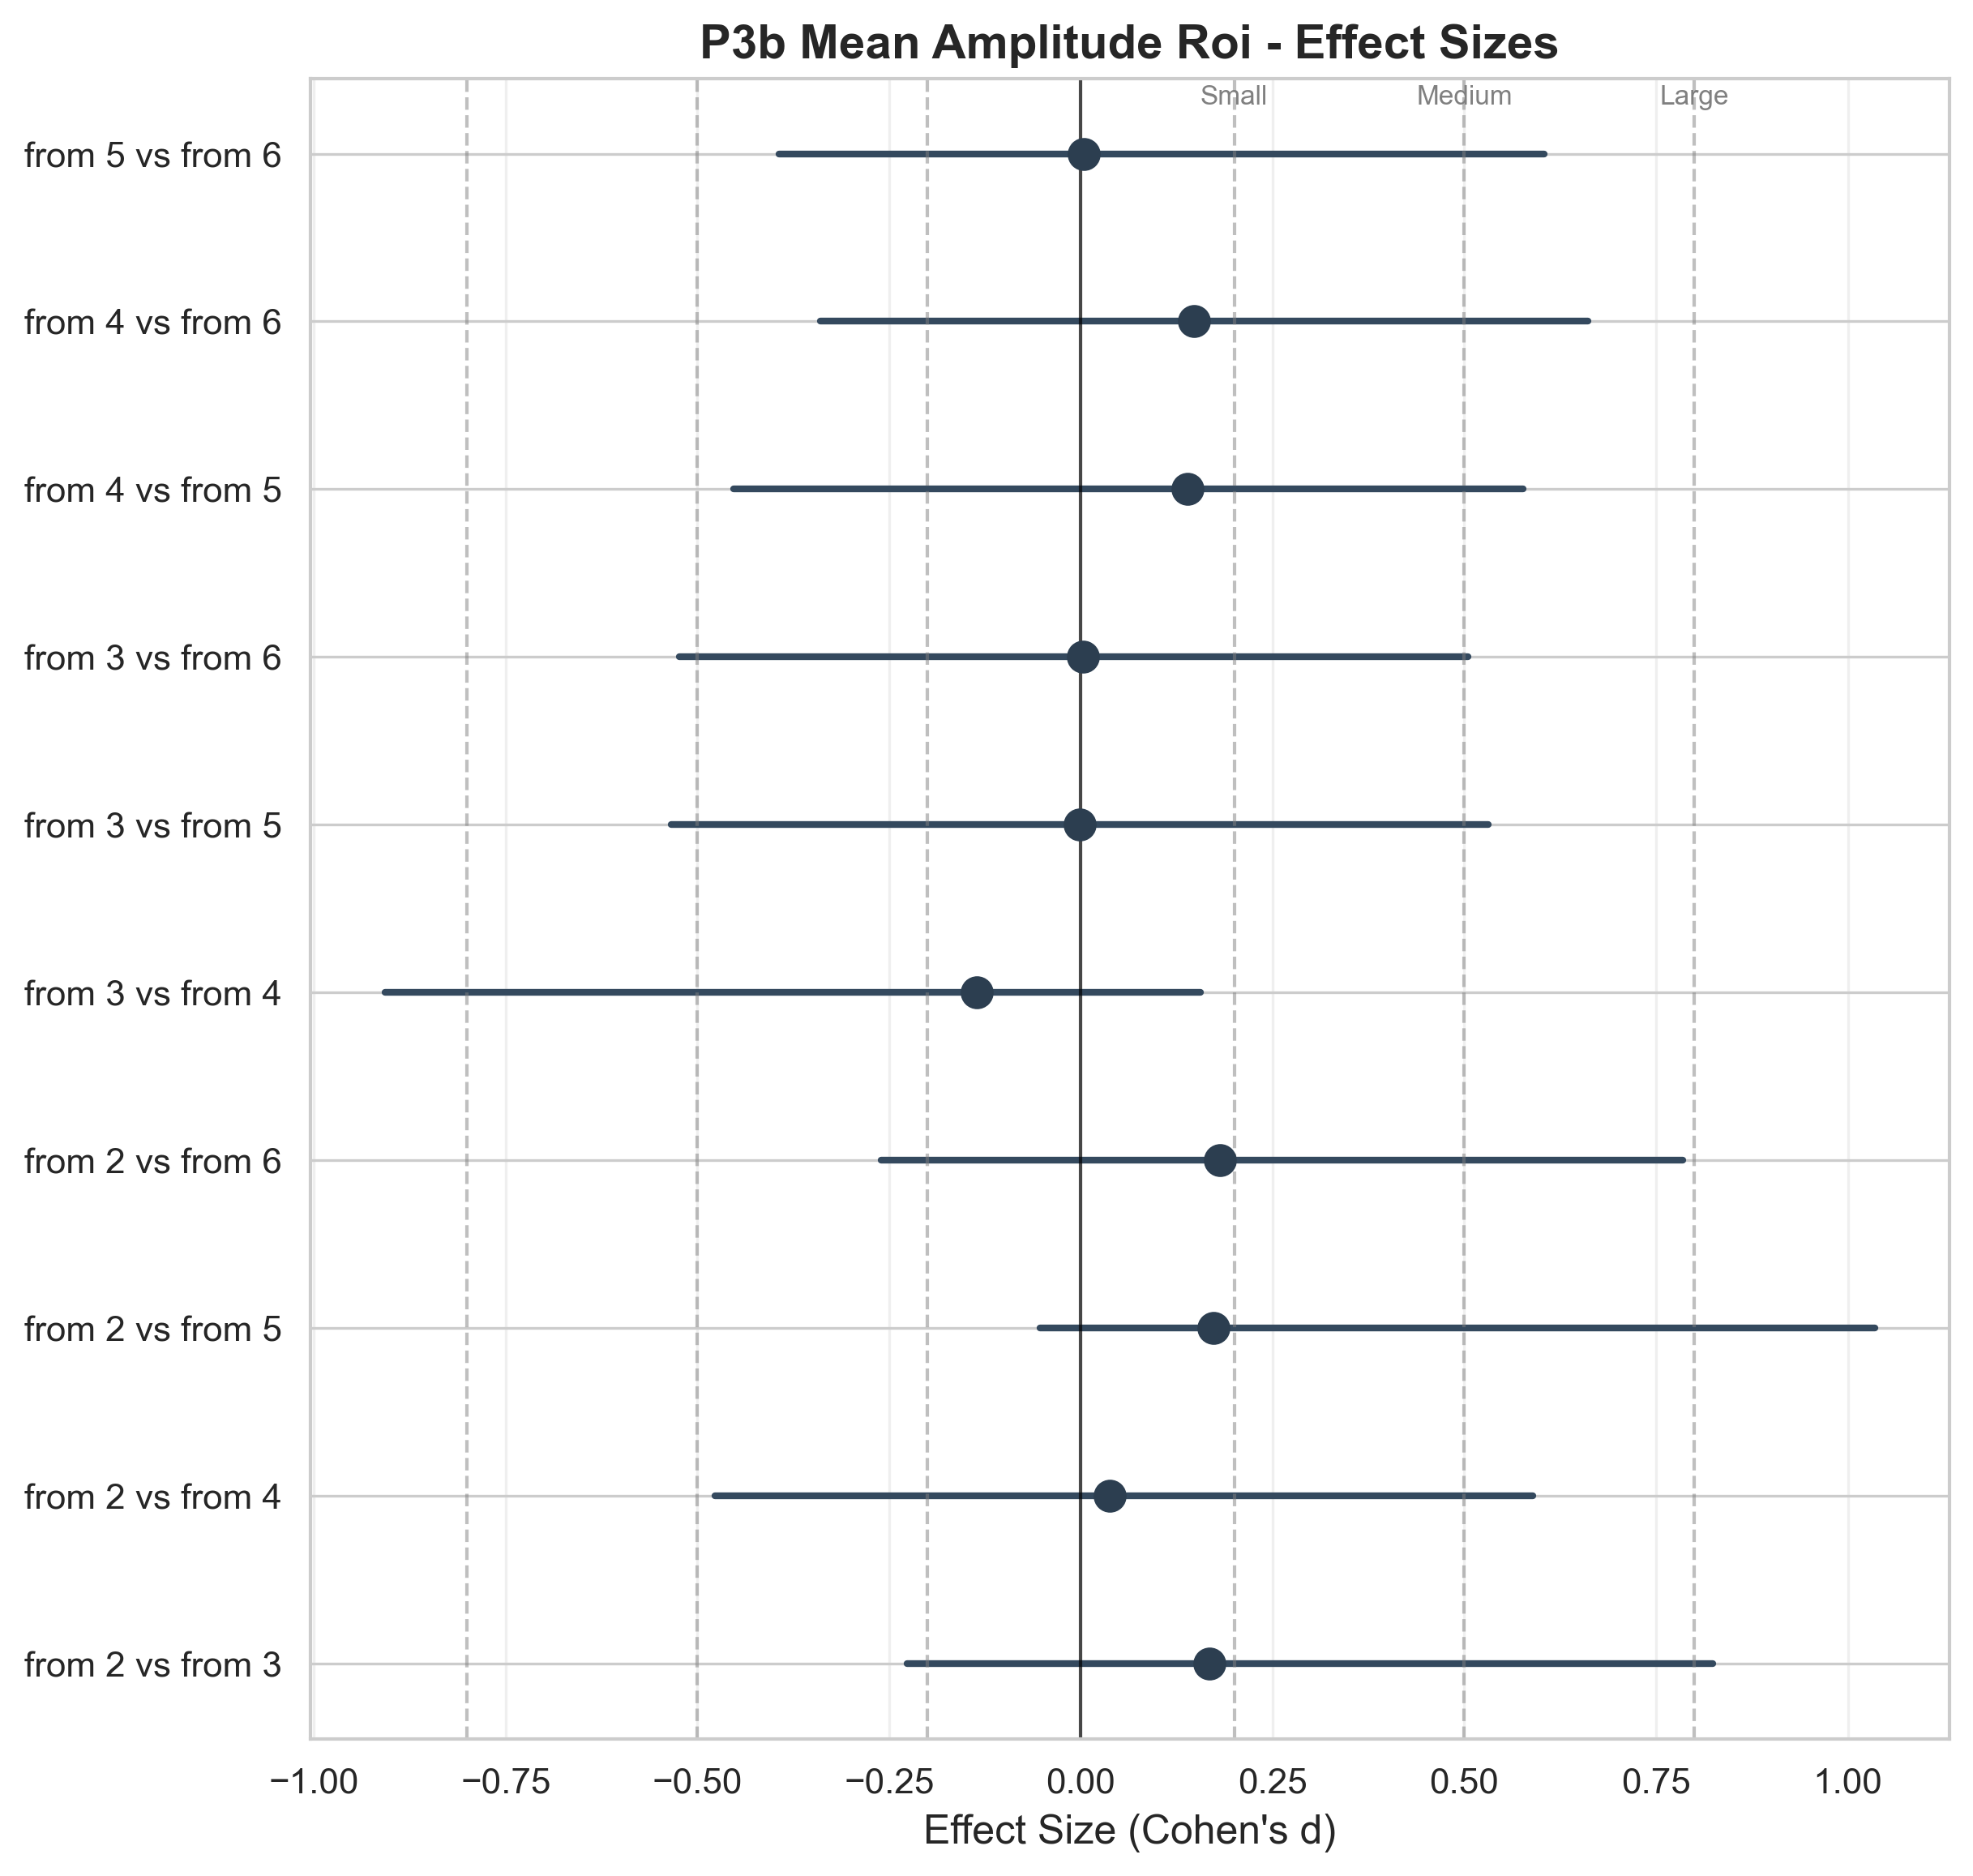 P3b Mean Amplitude Roi - Effect Sizes
Small Medium Large
from 5 vs from 6
from 4 vs from 6
from 4 vs from 5
from 3 vs from 6
from 3 vs from 5
from 3 vs from 4
from 2 vs from 6
from 2 vs from 5
from 2 vs from 4
from 2 vs from 3
−1.00 −0.75 −0.50 −0.25 0.00 0.25 0.50 0.75 1.00
Effect Size (Cohen's d)